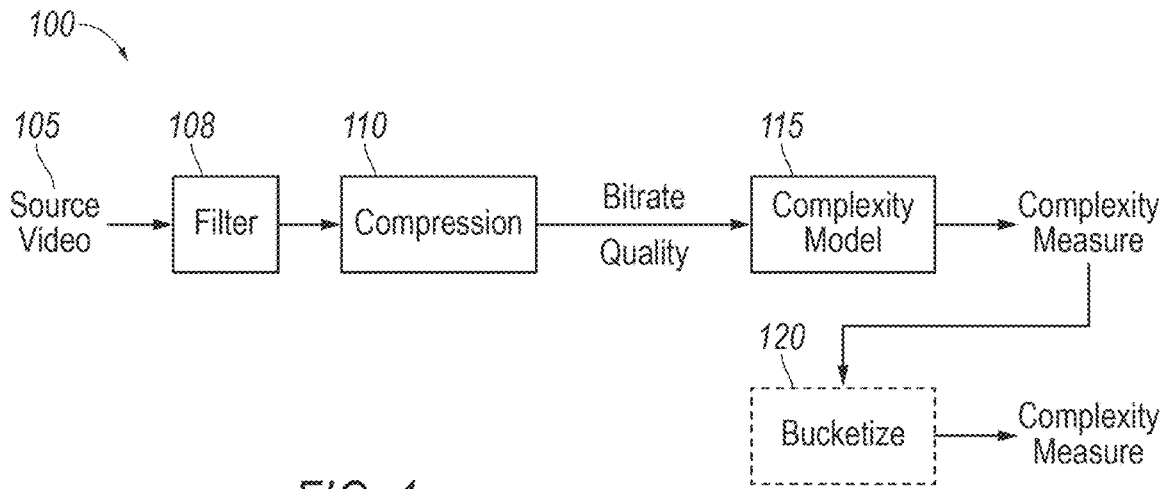 100
105
108
110
115
Source
Video
Filter
Compression
Bitrate
Quality
Complexity
Model
Complexity
Measure
120
Bucketize
Complexity
Measure